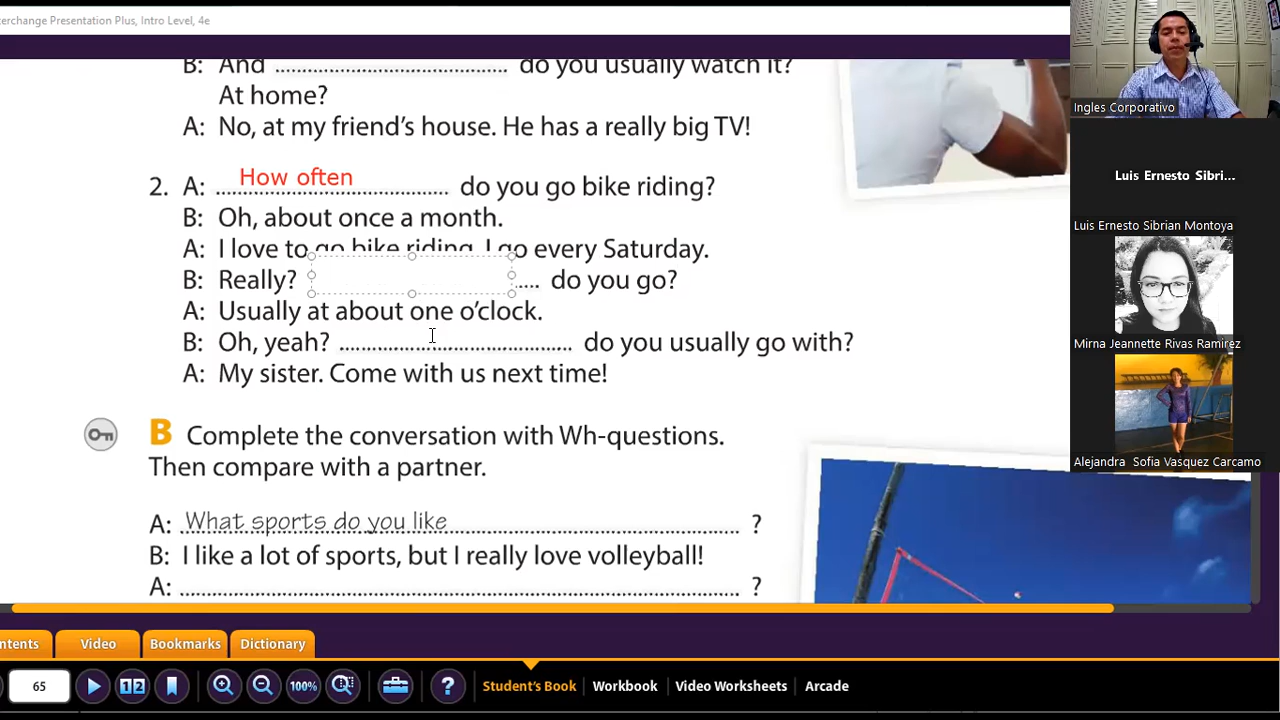 terchange Presentation Plus, Intro Level, 4e
B: And ........ do you usually watch it?
At home?
A: No, at my friend's house. He has a really big TV!
2. A: How often do you go bike riding?
B: Oh, about once a month.
A: I love to go bike riding. I go every Saturday.
B: Really? ..... do you go?
A: Usually at about one o'clock.
B: Oh, yeah? ........ do you usually go with?
A: My sister. Come with us next time!
B Complete the conversation with Wh-questions.
Then compare with a partner.
A: What sports do you like ........ ?
B: I like a lot of sports, but I really love volleyball!
A: ........ ?
Ingles Corporativo
Luis Ernesto Sibri...
Luis Ernesto Sibrian Montoya
Mirna Jeannette Rivas Ramirez
Alejandra Sofia Vasquez Carcamo
ntents Video Bookmarks Dictionary
65 12 100% ? Student's Book Workbook Video Worksheets Arcade